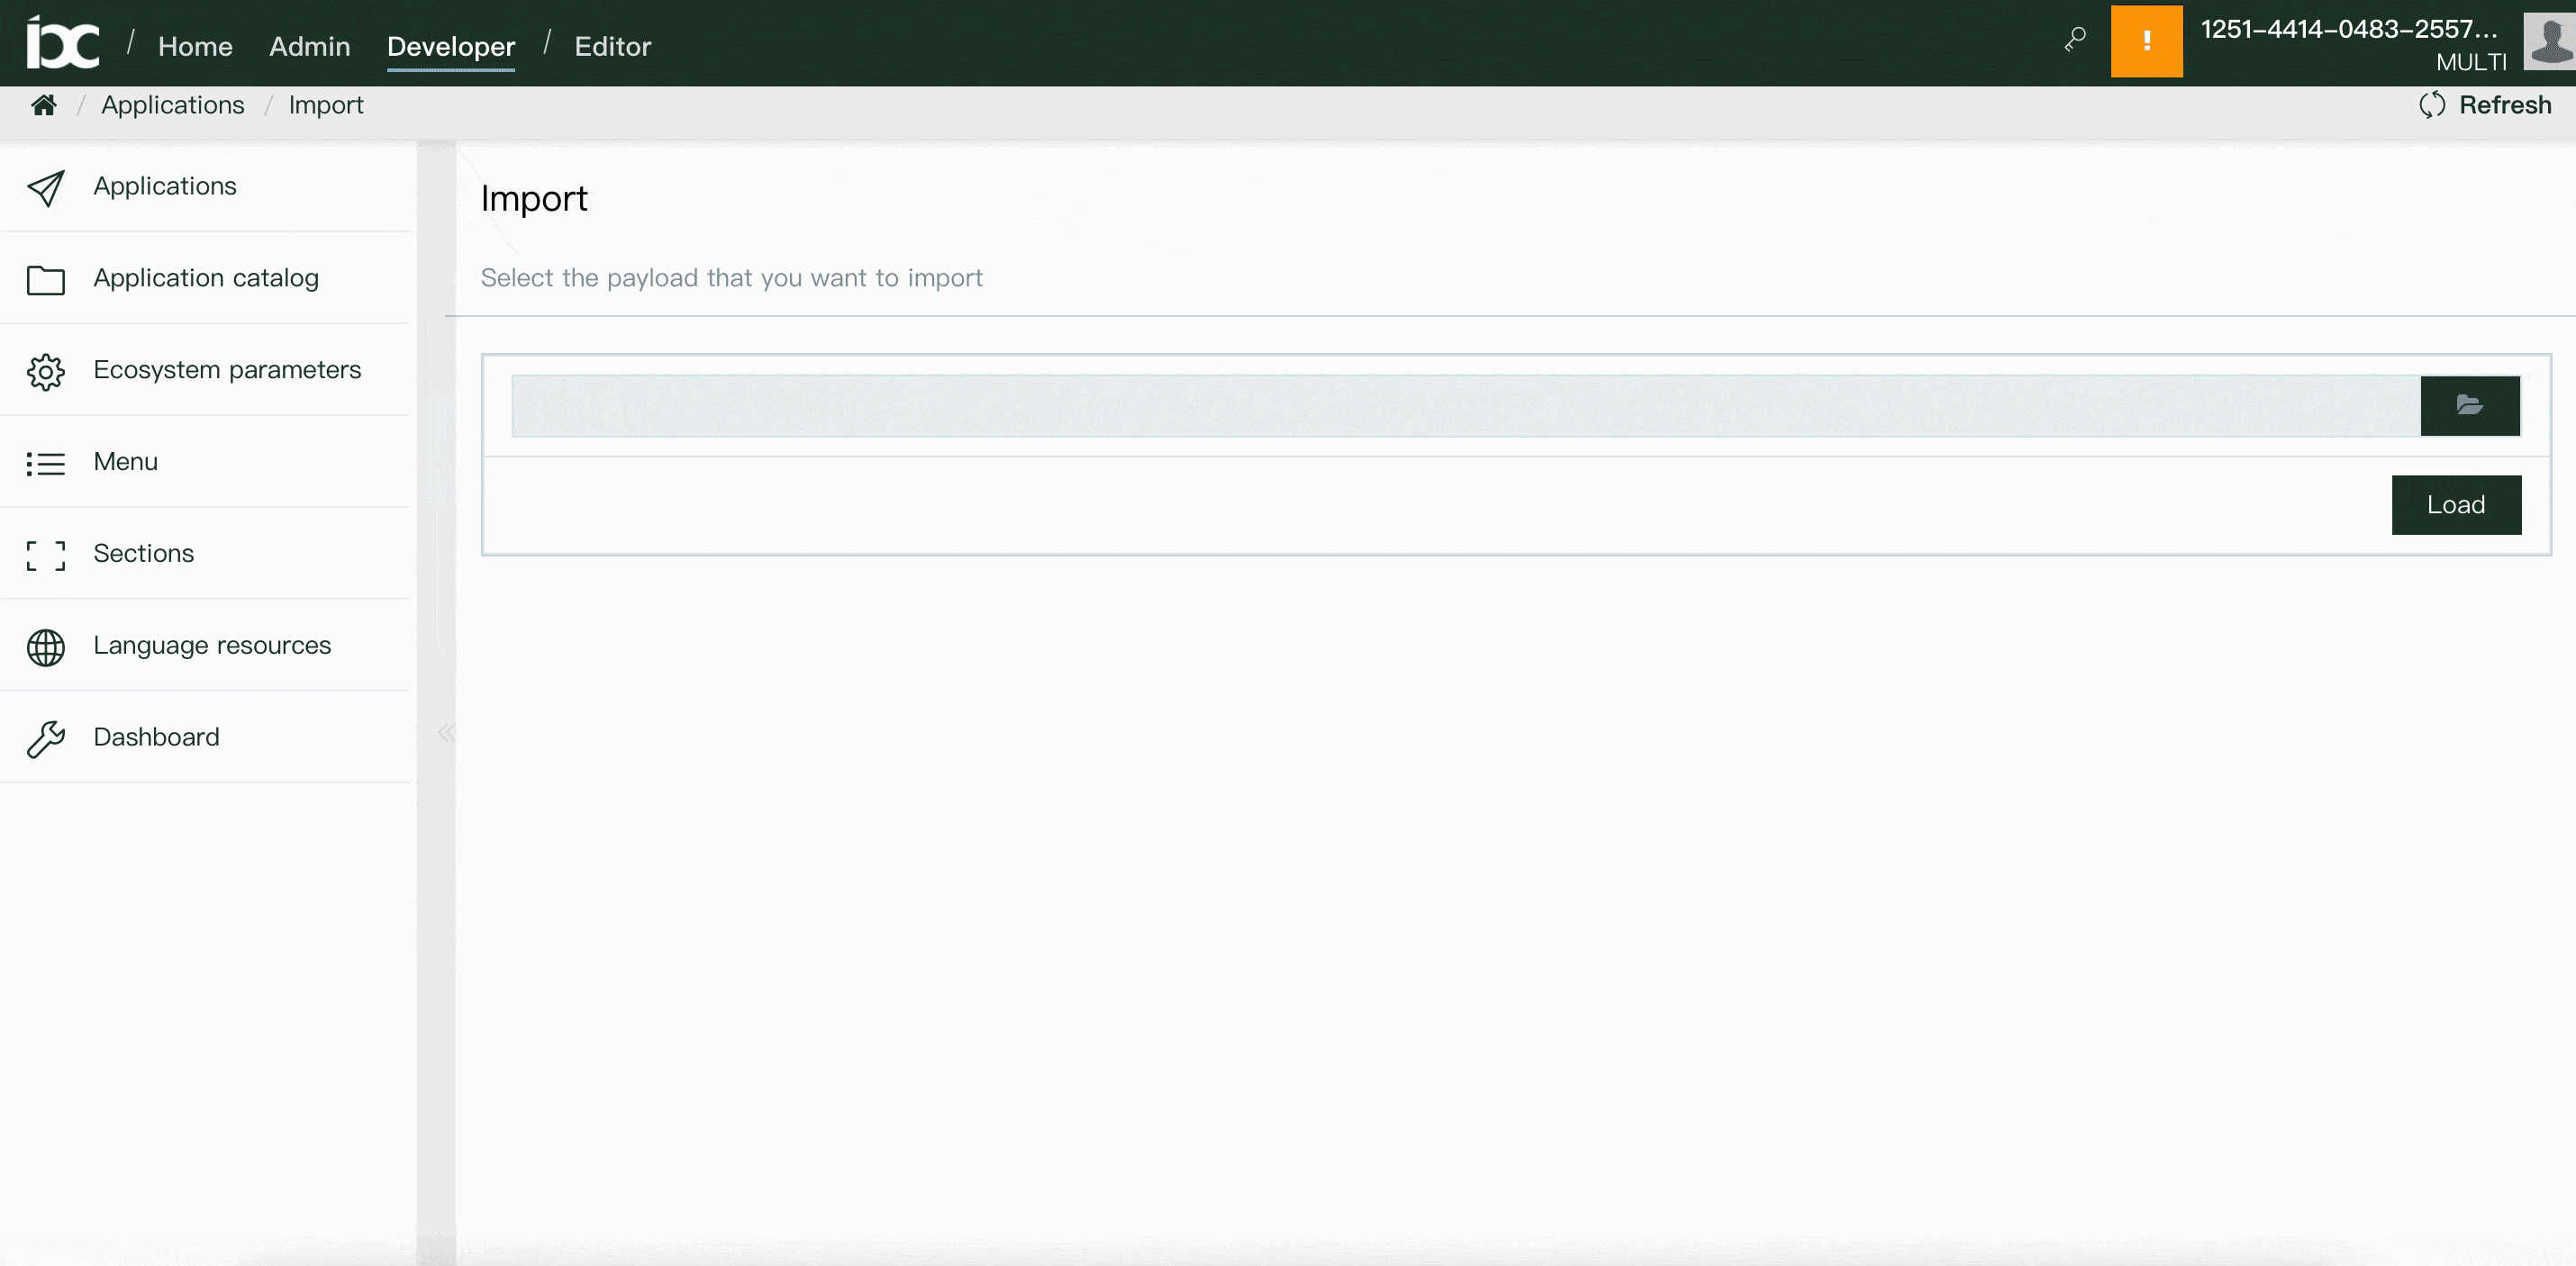 ibc / Home Admin Developer / Editor
! 1251-4414-0483-2557...
MULTI
/ Applications / Import
Refresh
Applications
Application catalog
Ecosystem parameters
Menu
Sections
Language resources
Dashboard
Import
Select the payload that you want to import
Load